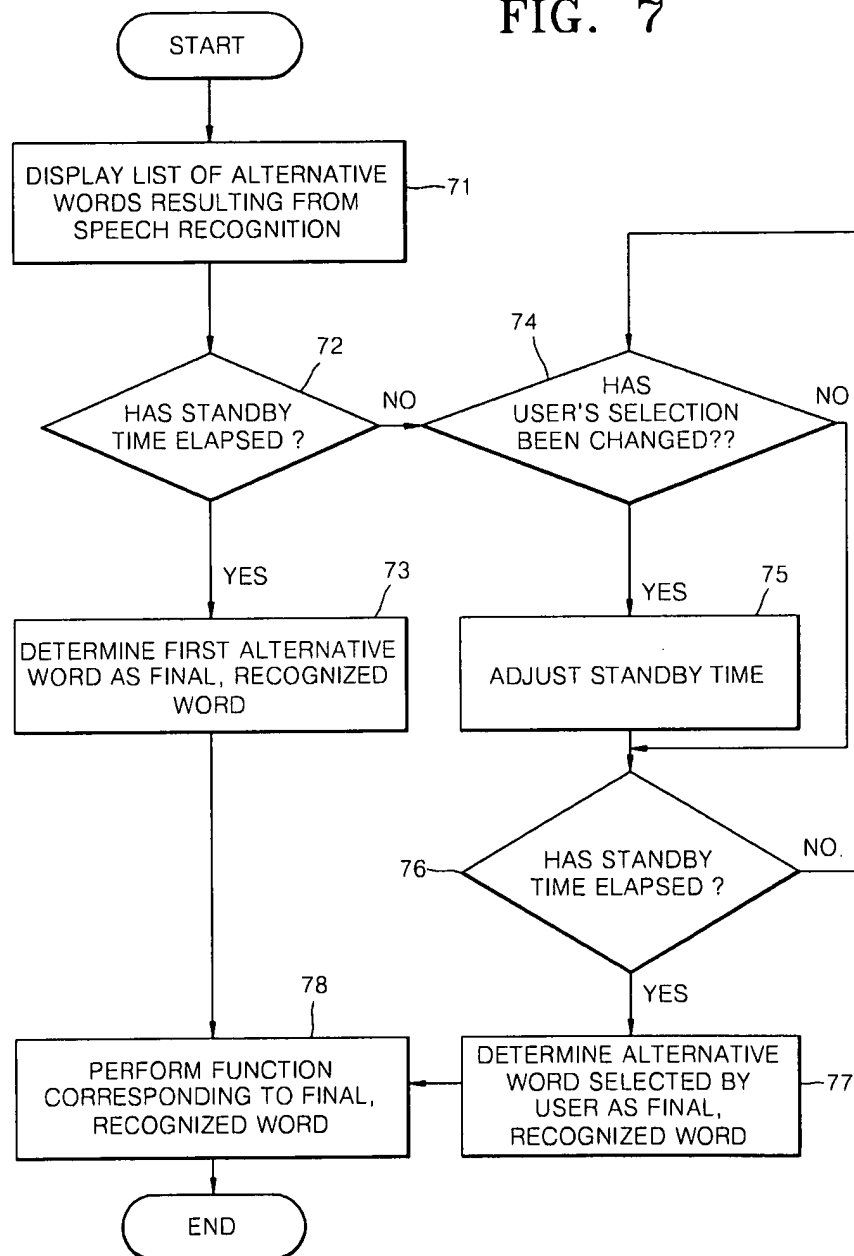 FIG. 7
START
DISPLAY LIST OF ALTERNATIVE
WORDS RESULTING FROM
SPEECH RECOGNITION
71
72
HAS STANDBY
TIME ELAPSED ?
NO
74
HAS
USER'S SELECTION
BEEN CHANGED??
NO
YES
73
DETERMINE FIRST ALTERNATIVE
WORD AS FINAL, RECOGNIZED
WORD
YES
75
ADJUST STANDBY TIME
76
HAS STANDBY
TIME ELAPSED ?
NO.
YES
78
PERFORM FUNCTION
CORRESPONDING TO FINAL,
RECOGNIZED WORD
DETERMINE ALTERNATIVE
WORD SELECTED BY
USER AS FINAL,
RECOGNIZED WORD
77
END